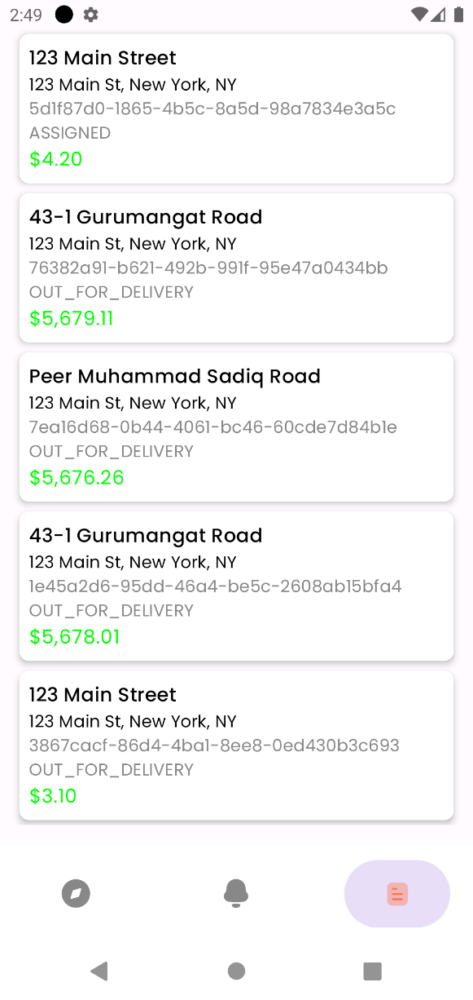 2:49
123 Main Street
123 Main St, New York, NY
5d1f87d0-1865-4b5c-8a5d-98a7834e3a5c
ASSIGNED
$4.20
43-1 Gurumangat Road
123 Main St, New York, NY
76382a91-b621-492b-991f-95e47a0434bb
OUT_FOR_DELIVERY
$5,679.11
Peer Muhammad Sadiq Road
123 Main St, New York, NY
7ea16d68-0b44-4061-bc46-60cde7d84b1e
OUT_FOR_DELIVERY
$5,676.26
43-1 Gurumangat Road
123 Main St, New York, NY
1e45a2d6-95dd-46a4-be5c-2608ab15bfa4
OUT_FOR_DELIVERY
$5,678.01
123 Main Street
123 Main St, New York, NY
3867cacf-86d4-4ba1-8ee8-0ed430b3c693
OUT_FOR_DELIVERY
$3.10